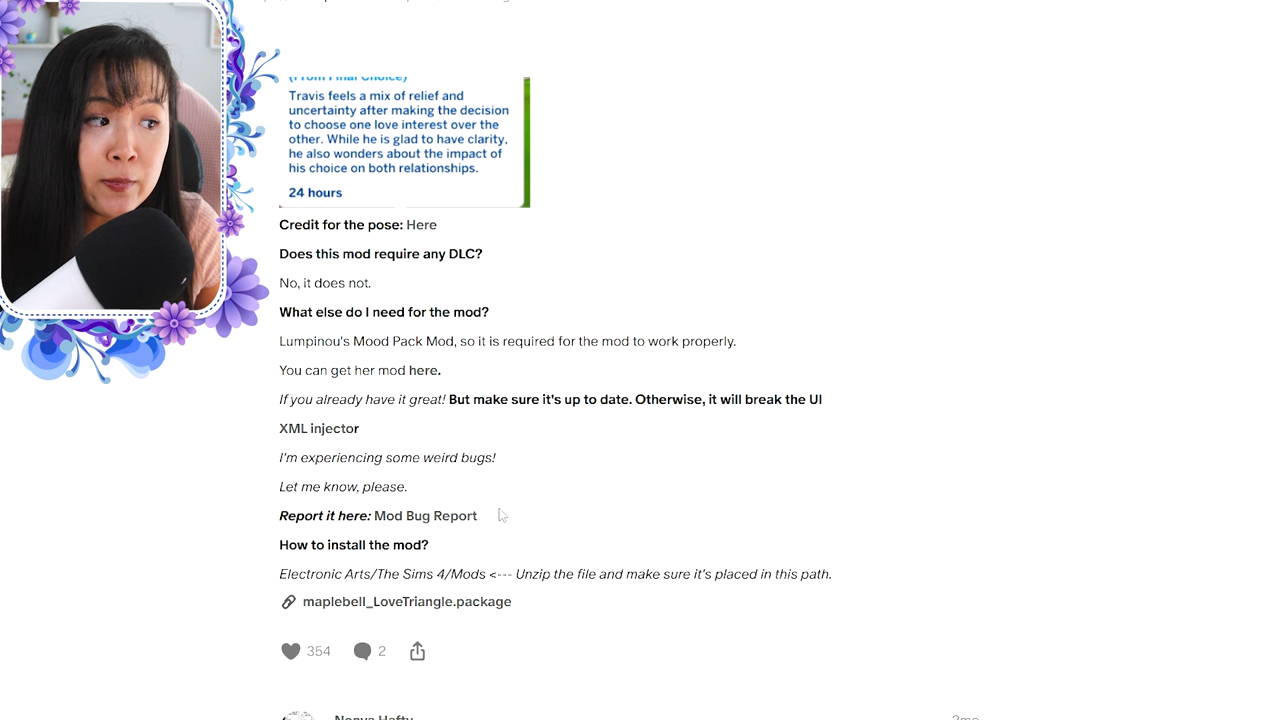 (From Final Choice)
Travis feels a mix of relief and
uncertainty after making the decision
to choose one love interest over the
other. While he is glad to have clarity,
he also wonders about the impact of
his choice on both relationships.
24 hours
Credit for the pose: Here
Does this mod require any DLC?
No, it does not.
What else do I need for the mod?
Lumpinou's Mood Pack Mod, so it is required for the mod to work properly.
You can get her mod here.
If you already have it great! But make sure it's up to date. Otherwise, it will break the UI
XML injector
I'm experiencing some weird bugs!
Let me know, please.
Report it here: Mod Bug Report
How to install the mod?
Electronic Arts/The Sims 4/Mods <--- Unzip the file and make sure it's placed in this path.
maplebell_LoveTriangle.package
354
2